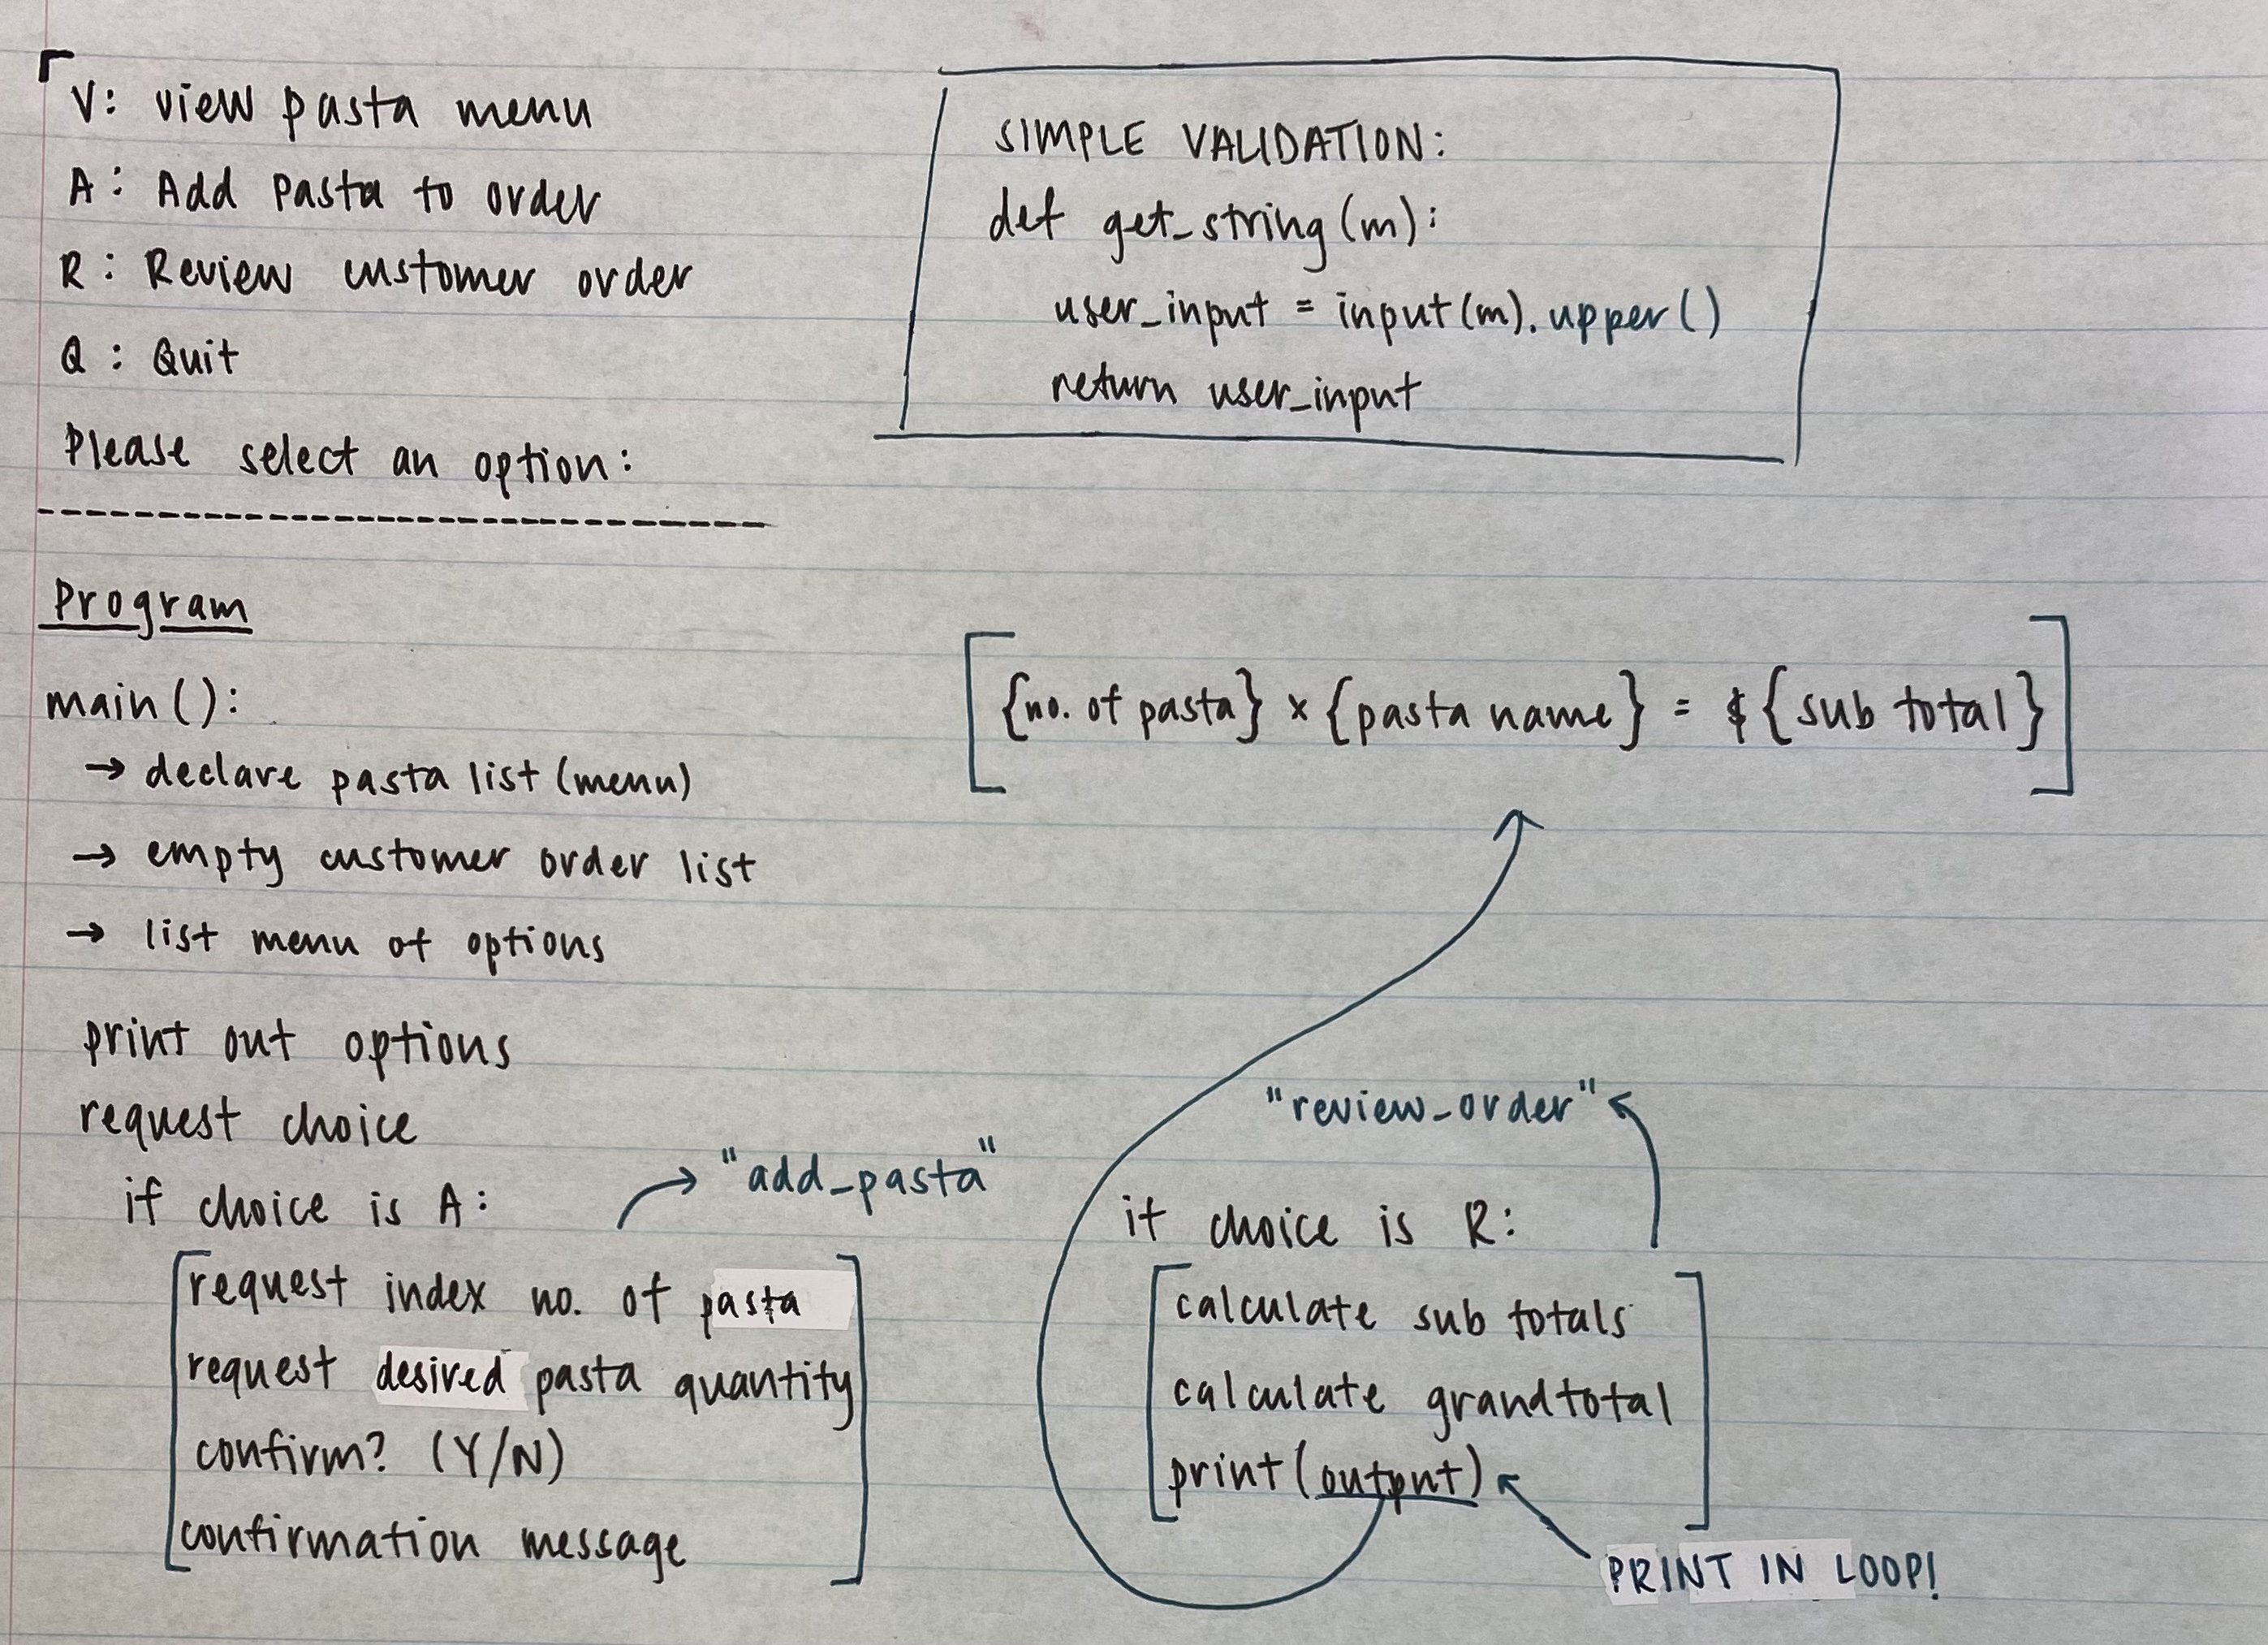 V: view pasta menu
A: Add pasta to order
R: Review customer order
Q: Quit
Please select an option:
SIMPLE VALIDATION:
def get_string(m):
user_input = input(m).upper()
return user_input
Program
main():
→ declare pasta list (menu)
→ empty customer order list
→ list menu of options
print out options
request choice
if choice is A:
"add_pasta"
request index no. of pasta
request desired pasta quantity
confirm? (Y/N)
confirmation message
{no. of pasta} x {pasta name} = ${sub total}
"review_order"
if choice is R:
calculate sub totals
calculate grandtotal
print(output)
PRINT IN LOOP!